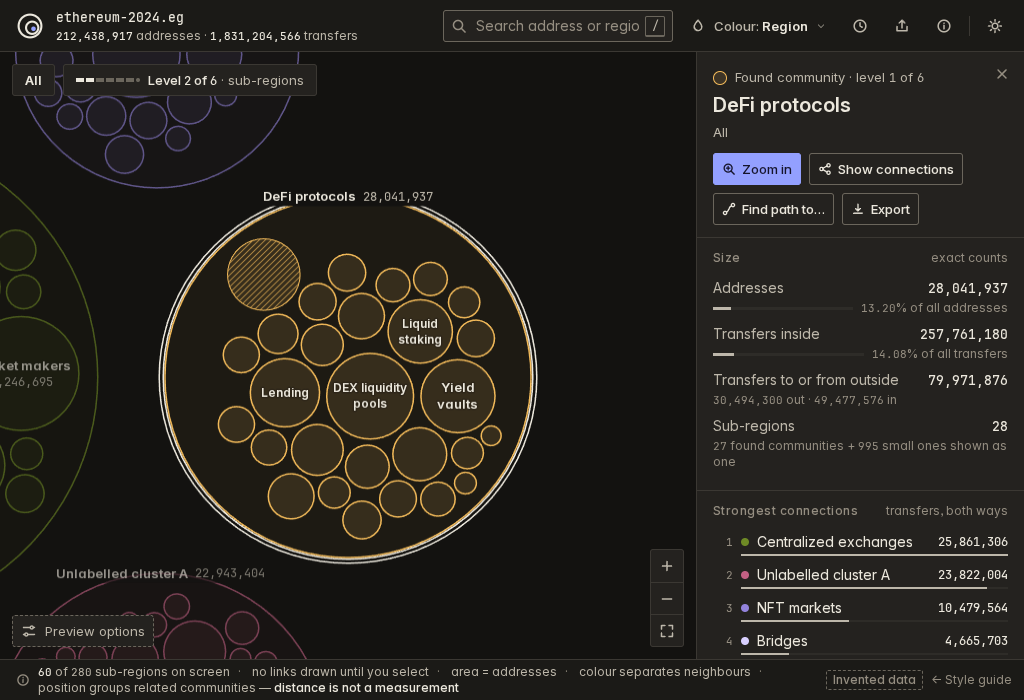 ethereum-2024.eg
212,438,917 addresses · 1,831,204,566 transfers
Search address or regio
/
Colour: Region
All
Level 2 of 6 · sub-regions
DeFi protocols 28,041,937
Liquid
staking
Lending
DEX liquidity
pools
Yield
vaults
ket makers
,246,695
Unlabelled cluster A 22,943,404
Preview options
Found community · level 1 of 6
DeFi protocols
All
Zoom in
Show connections
Find path to…
Export
Size exact counts
Addresses 28,041,937
13.20% of all addresses
Transfers inside 257,761,180
14.08% of all transfers
Transfers to or from outside 79,971,876
30,494,300 out · 49,477,576 in
Sub-regions 28
27 found communities + 995 small ones shown as
one
Strongest connections transfers, both ways
1 Centralized exchanges 25,861,306
2 Unlabelled cluster A 23,822,004
3 NFT markets 10,479,564
4 Bridges 4,665,703
60 of 280 sub-regions on screen · no links drawn until you select · area = addresses · colour separates neighbours ·
position groups related communities — distance is not a measurement
Invented data
← Style guide